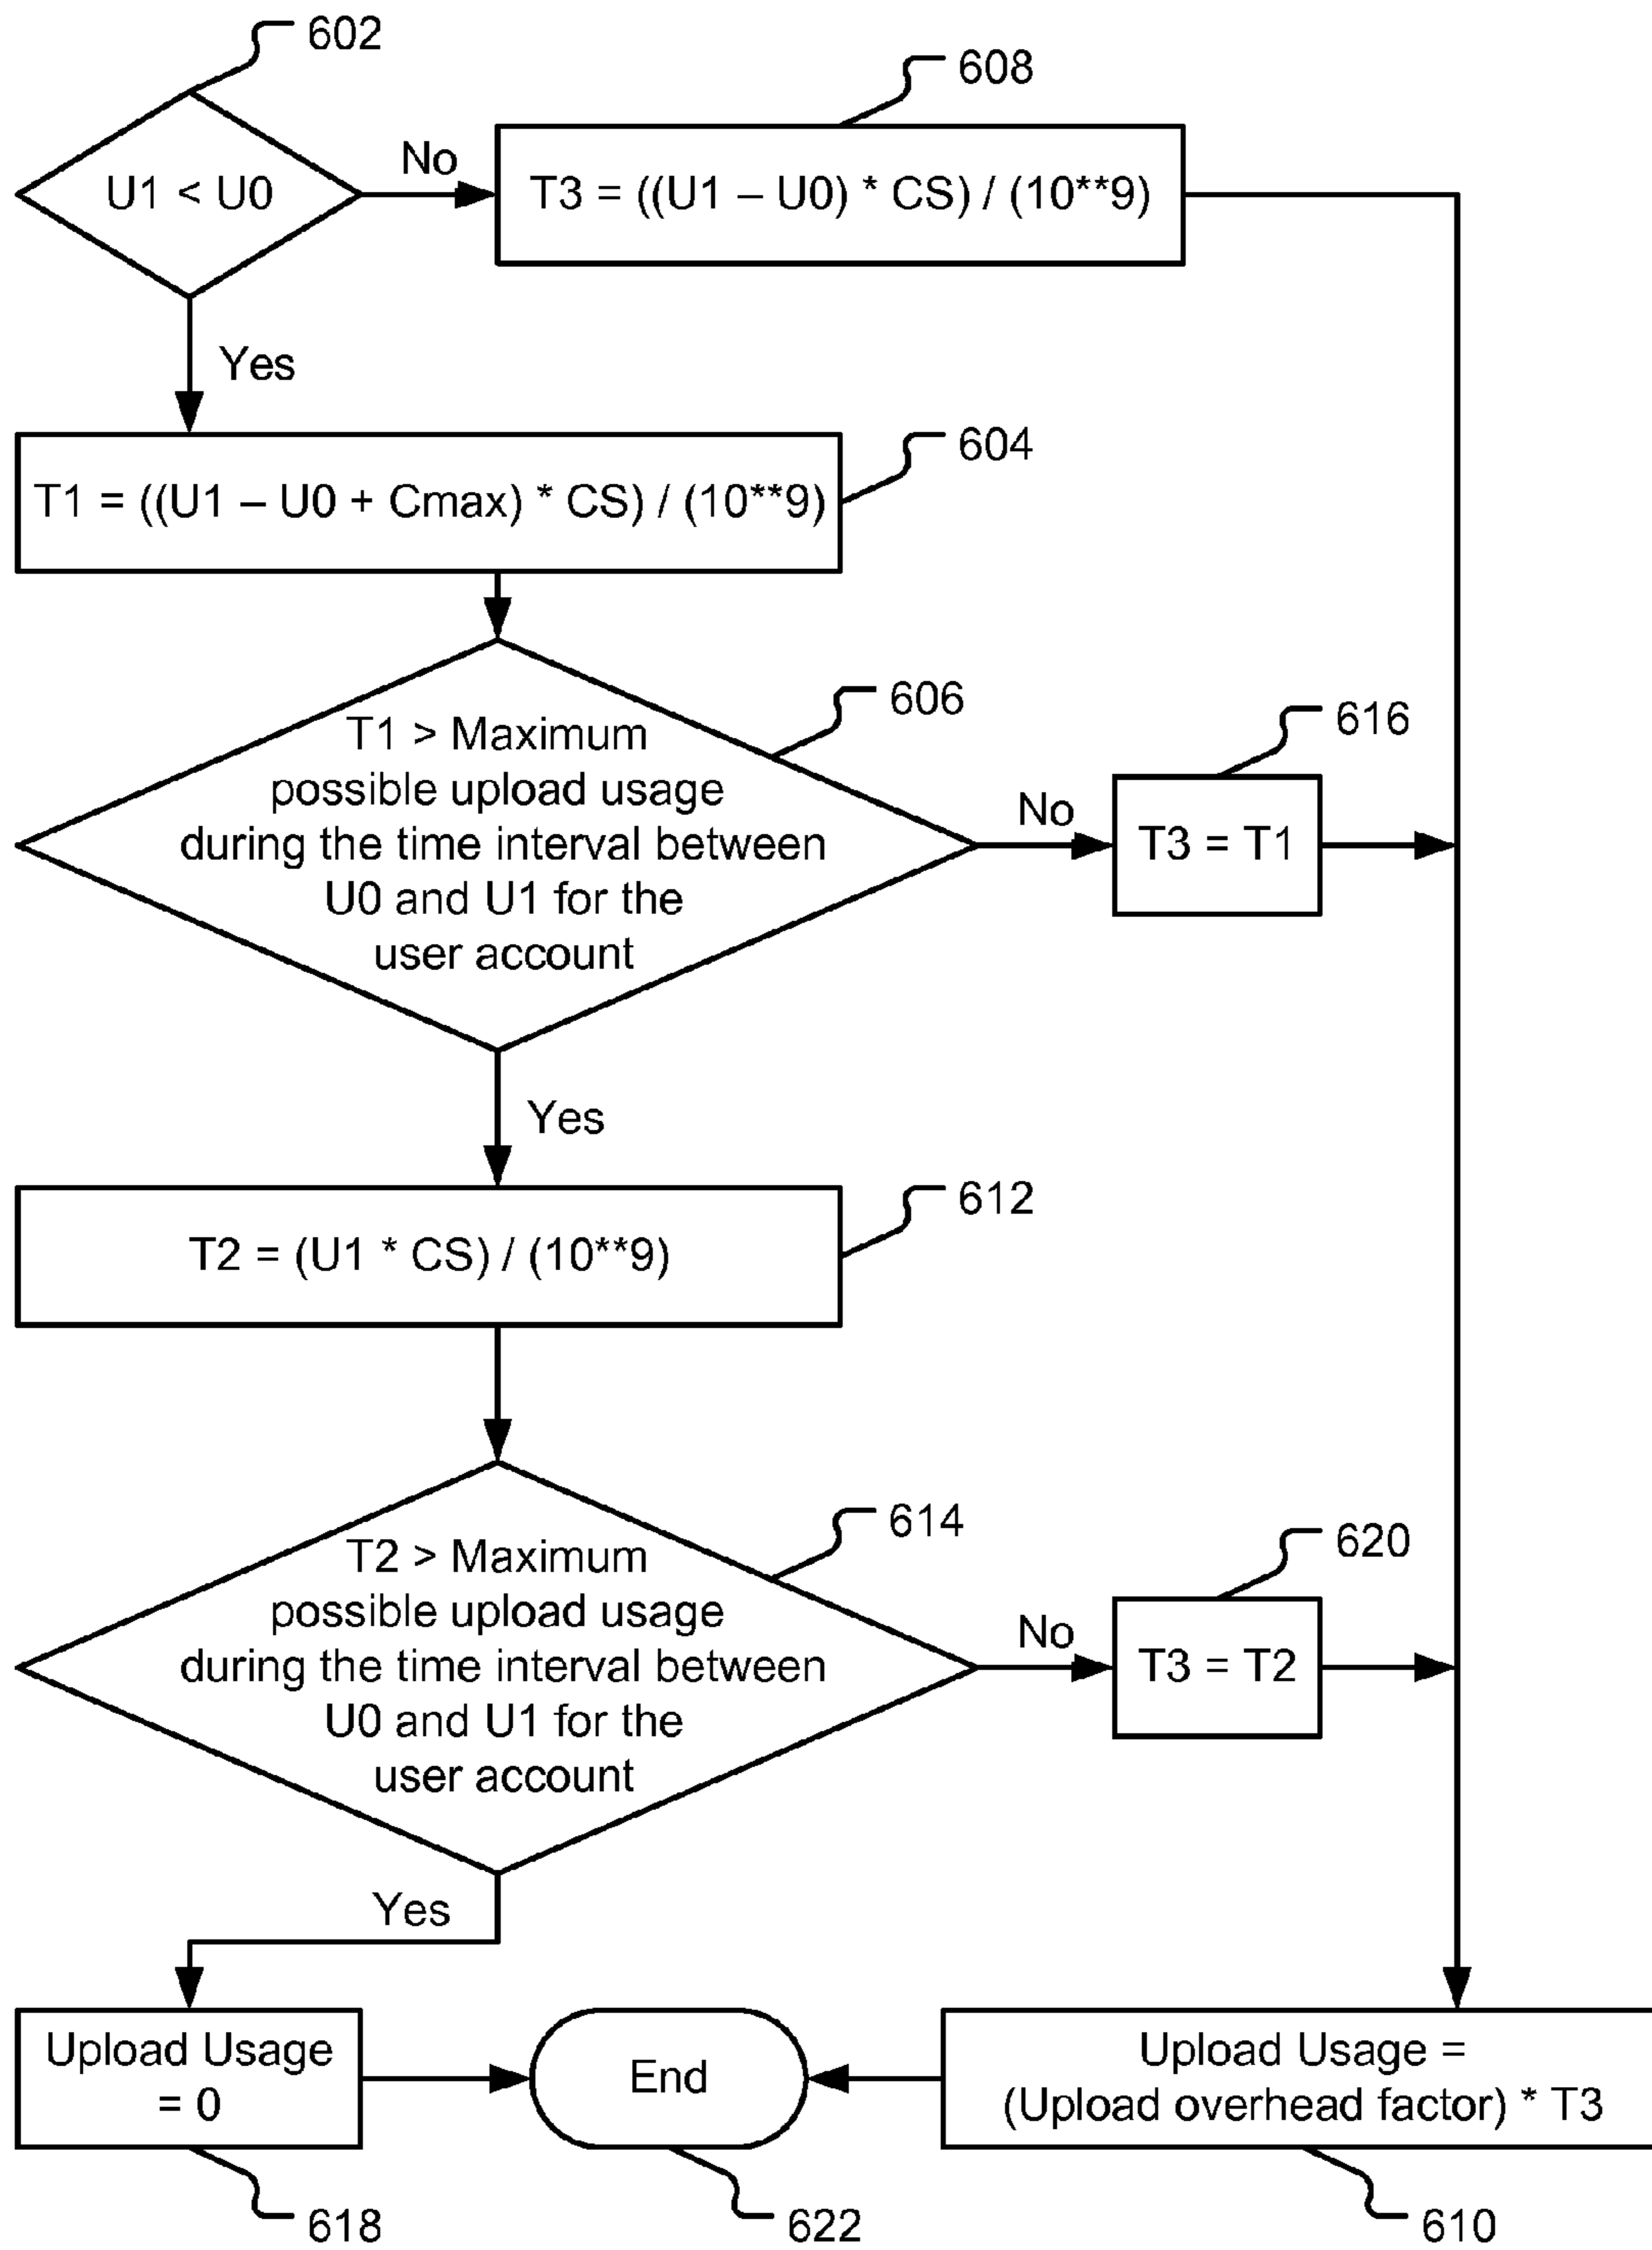 602
608
U1 < U0
No
T3 = ((U1 – U0) * CS) / (10**9)
Yes
604
T1 = ((U1 – U0 + Cmax) * CS) / (10**9)
606
T1 > Maximum
possible upload usage
during the time interval between
U0 and U1 for the
user account
No
616
T3 = T1
Yes
612
T2 = (U1 * CS) / (10**9)
614
T2 > Maximum
possible upload usage
during the time interval between
U0 and U1 for the
user account
No
620
T3 = T2
Yes
Upload Usage
= 0
End
Upload Usage =
(Upload overhead factor) * T3
618
622
610